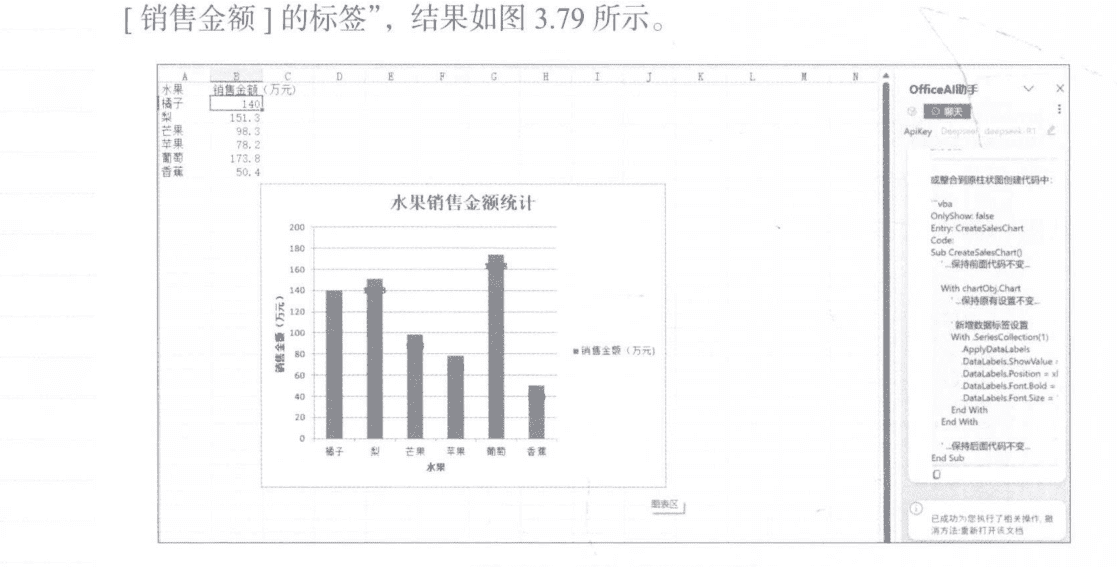 [ 销售金额 ] 的标签”，结果如图 3.79 所示。
A B C D E F G H I J K L M N
水果 销售金额（万元）
橘子 140
梨 151.3
芒果 98.3
苹果 78.2
葡萄 173.8
香蕉 50.4
水果销售金额统计
200
180
160
140
120
100
80
60
40
20
0
销售金额（万元）
橘子 梨 芒果 苹果 葡萄 香蕉
水果
■销售金额（万元）
图表区
OfficeAI助手
聊天
ApiKey Deepseek deepseek-R1
或整合到原柱状图创建代码中：
```vba
OnlyShow: false
Entry: CreateSalesChart
Code:
Sub CreateSalesChart()
' ...保持前面代码不变...
With chartObj.Chart
' ...保持原有设置不变...
' 新增数据标签设置
With .SeriesCollection(1)
.ApplyDataLabels
.DataLabels.ShowValue =
.DataLabels.Position = xl
.DataLabels.Font.Bold =
.DataLabels.Font.Size =
End With
End With
' ...保持后面代码不变...
End Sub
已成功为您执行了相关操作, 撤
消方法:重新打开该文档